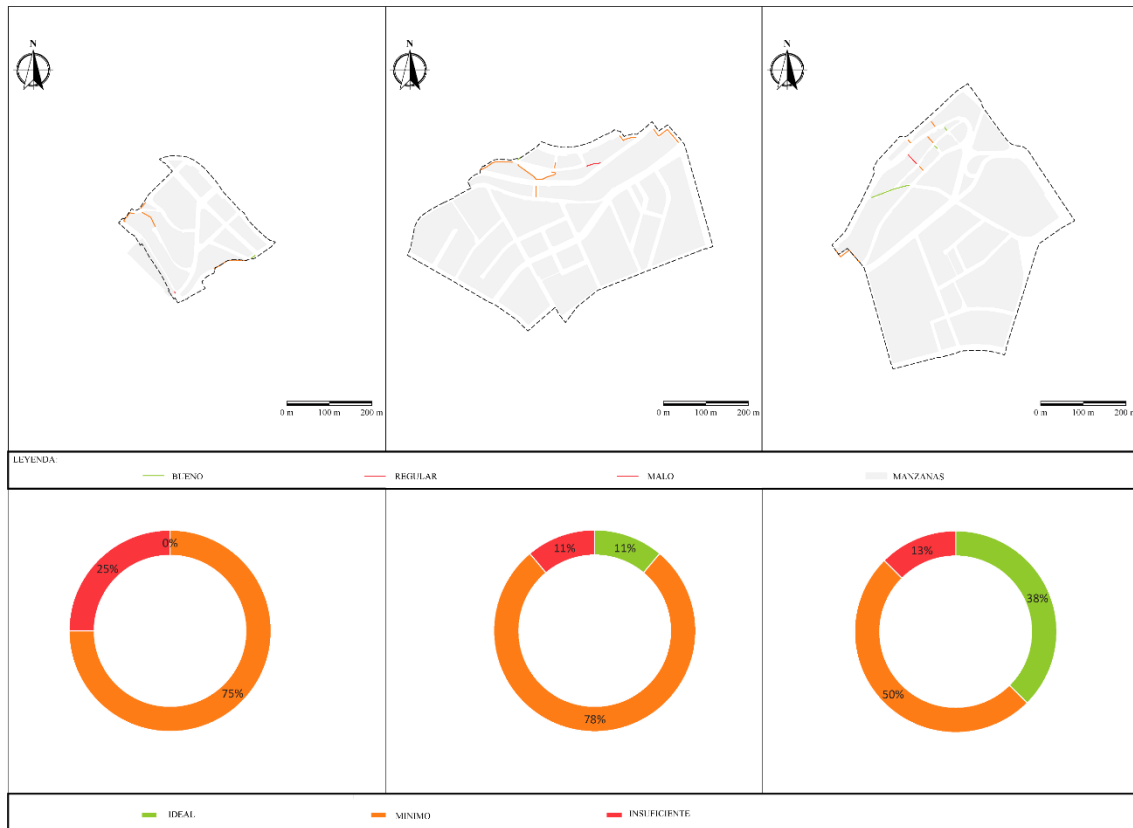 N
N
N
0 m 100 m 200 m
0 m 100 m 200 m
0 m 100 m 200 m
LEYENDA:
BUENO REGULAR MALO MANZANAS
0%
25%
75%
11% 11%
78%
13%
38%
50%
IDEAL MINIMO INSUFICIENTE